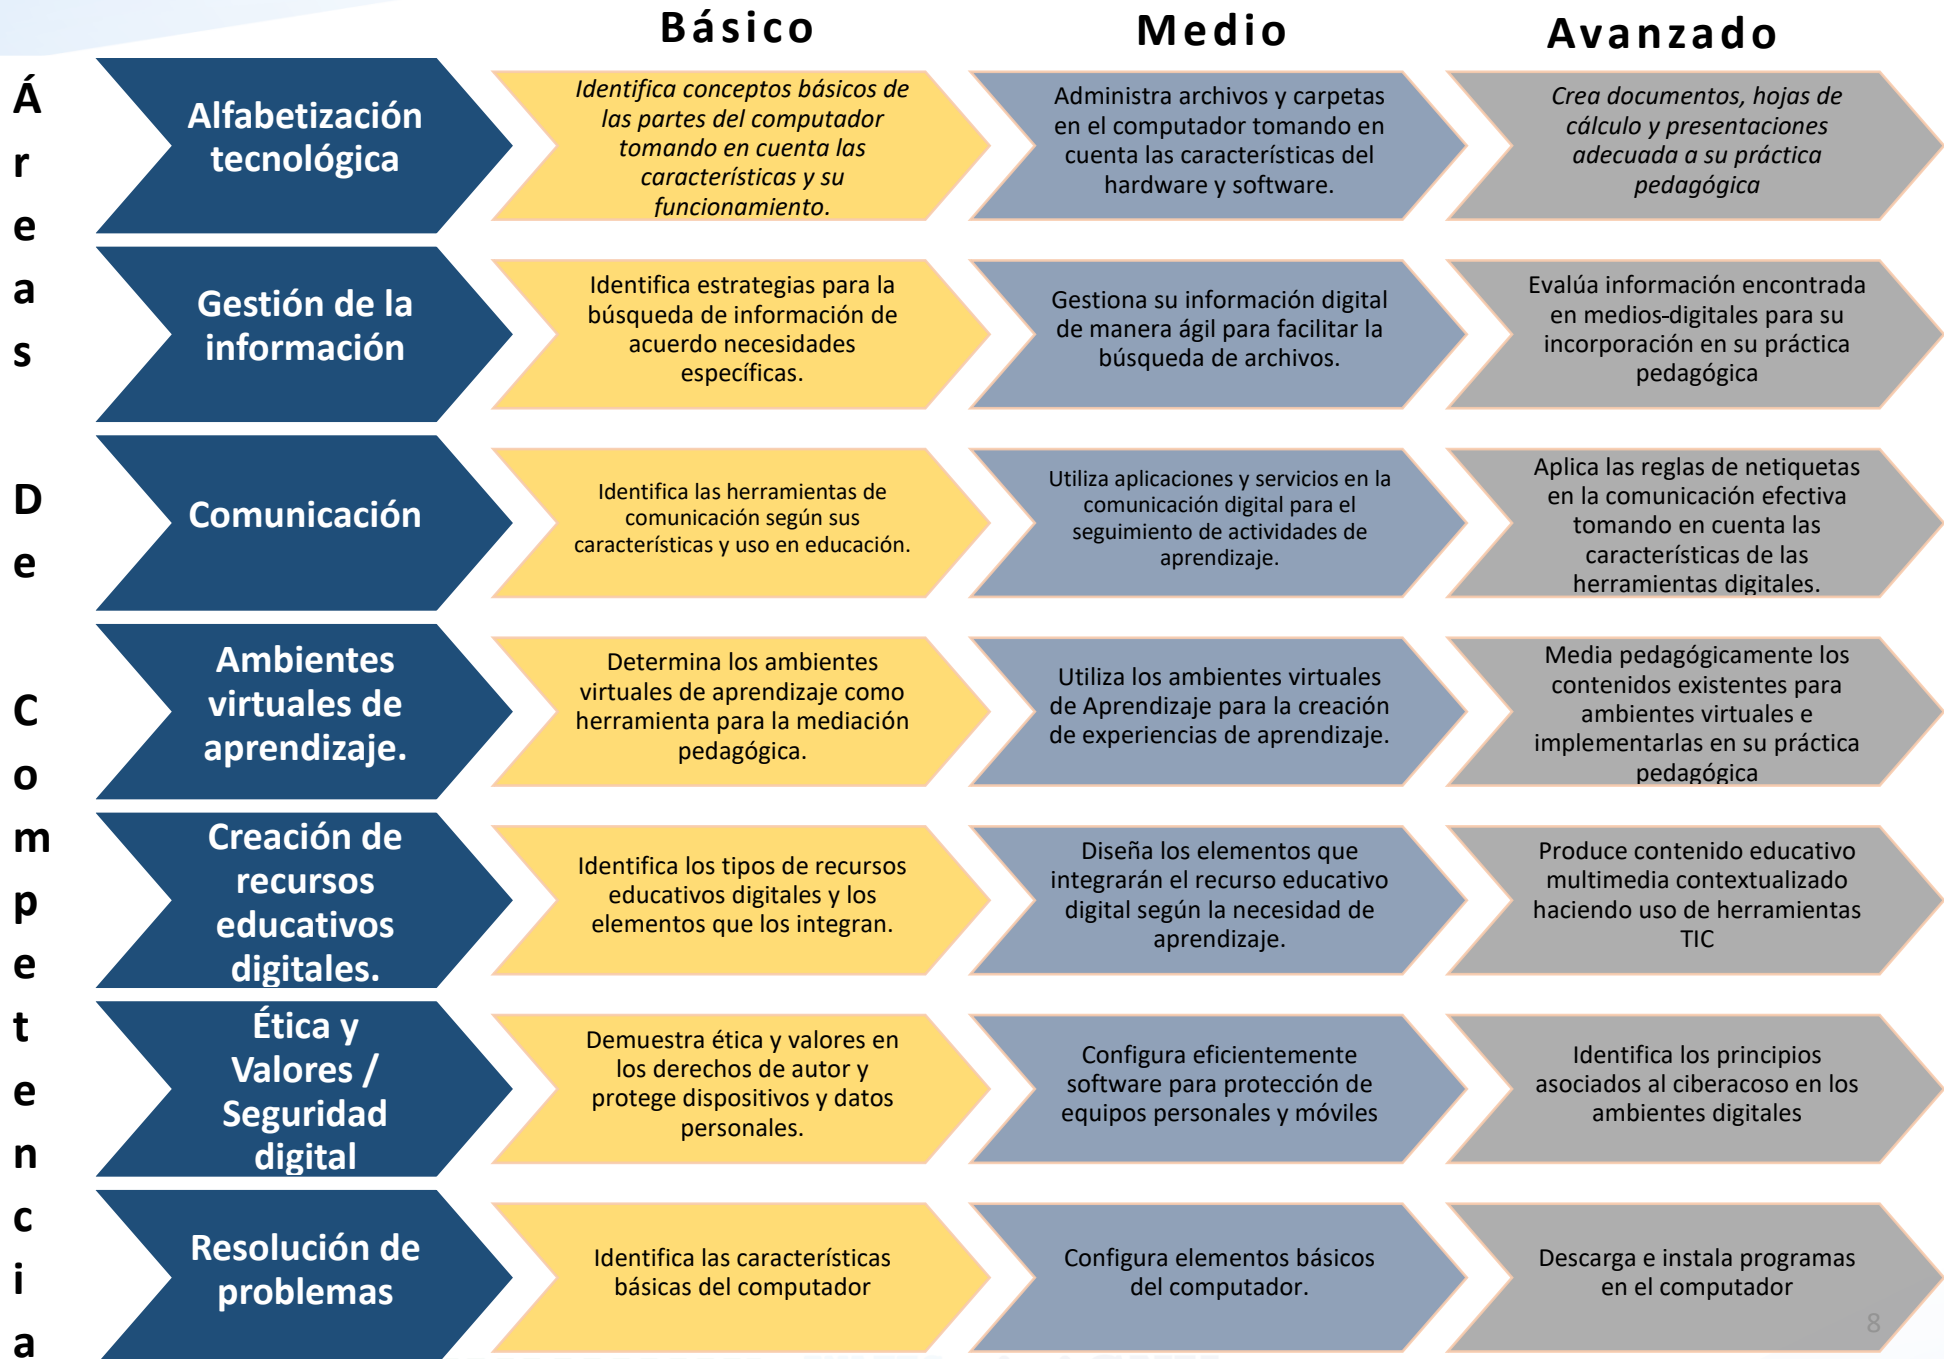 Básico
Medio
Avanzado
Áreas De Competencia
Alfabetización
tecnológica
Identifica conceptos básicos de
las partes del computador
tomando en cuenta las
características y su
funcionamiento.
Administra archivos y carpetas
en el computador tomando en
cuenta las características del
hardware y software.
Crea documentos, hojas de
cálculo y presentaciones
adecuada a su práctica
pedagógica
Gestión de la
información
Identifica estrategias para la
búsqueda de información de
acuerdo necesidades
específicas.
Gestiona su información digital
de manera ágil para facilitar la
búsqueda de archivos.
Evalúa información encontrada
en medios-digitales para su
incorporación en su práctica
pedagógica
Comunicación
Identifica las herramientas de
comunicación según sus
características y uso en educación.
Utiliza aplicaciones y servicios en la
comunicación digital para el
seguimiento de actividades de
aprendizaje.
Aplica las reglas de netiquetas
en la comunicación efectiva
tomando en cuenta las
características de las
herramientas digitales.
Ambientes
virtuales de
aprendizaje.
Determina los ambientes
virtuales de aprendizaje como
herramienta para la mediación
pedagógica.
Utiliza los ambientes virtuales
de Aprendizaje para la creación
de experiencias de aprendizaje.
Media pedagógicamente los
contenidos existentes para
ambientes virtuales e
implementarlas en su práctica
pedagógica
Creación de
recursos
educativos
digitales.
Identifica los tipos de recursos
educativos digitales y los
elementos que los integran.
Diseña los elementos que
integrarán el recurso educativo
digital según la necesidad de
aprendizaje.
Produce contenido educativo
multimedia contextualizado
haciendo uso de herramientas
TIC
Ética y
Valores /
Seguridad
digital
Demuestra ética y valores en
los derechos de autor y
protege dispositivos y datos
personales.
Configura eficientemente
software para protección de
equipos personales y móviles
Identifica los principios
asociados al ciberacoso en los
ambientes digitales
Resolución de
problemas
Identifica las características
básicas del computador
Configura elementos básicos
del computador.
Descarga e instala programas
en el computador
8